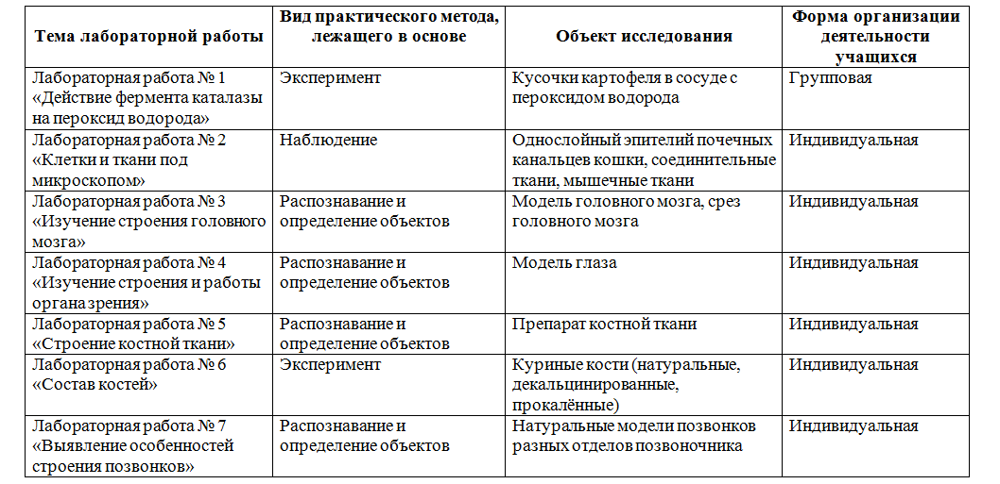 Тема лабораторной работы
Вид практического метода,
лежащего в основе
Объект исследования
Форма организации
деятельности
учащихся
Лабораторная работа № 1
«Действие фермента каталазы
на пероксид водорода»
Эксперимент
Кусочки картофеля в сосуде с
пероксидом водорода
Групповая
Лабораторная работа № 2
«Клетки и ткани под
микроскопом»
Наблюдение
Однослойный эпителий почечных
канальцев кошки, соединительные
ткани, мышечные ткани
Индивидуальная
Лабораторная работа № 3
«Изучение строения головного
мозга»
Распознавание и
определение объектов
Модель головного мозга, срез
головного мозга
Индивидуальная
Лабораторная работа № 4
«Изучение строения и работы
органа зрения»
Распознавание и
определение объектов
Модель глаза
Индивидуальная
Лабораторная работа № 5
«Строение костной ткани»
Распознавание и
определение объектов
Препарат костной ткани
Индивидуальная
Лабораторная работа № 6
«Состав костей»
Эксперимент
Куриные кости (натуральные,
декальцинированные,
прокалённые)
Индивидуальная
Лабораторная работа № 7
«Выявление особенностей
строения позвонков»
Распознавание и
определение объектов
Натуральные модели позвонков
разных отделов позвоночника
Индивидуальная